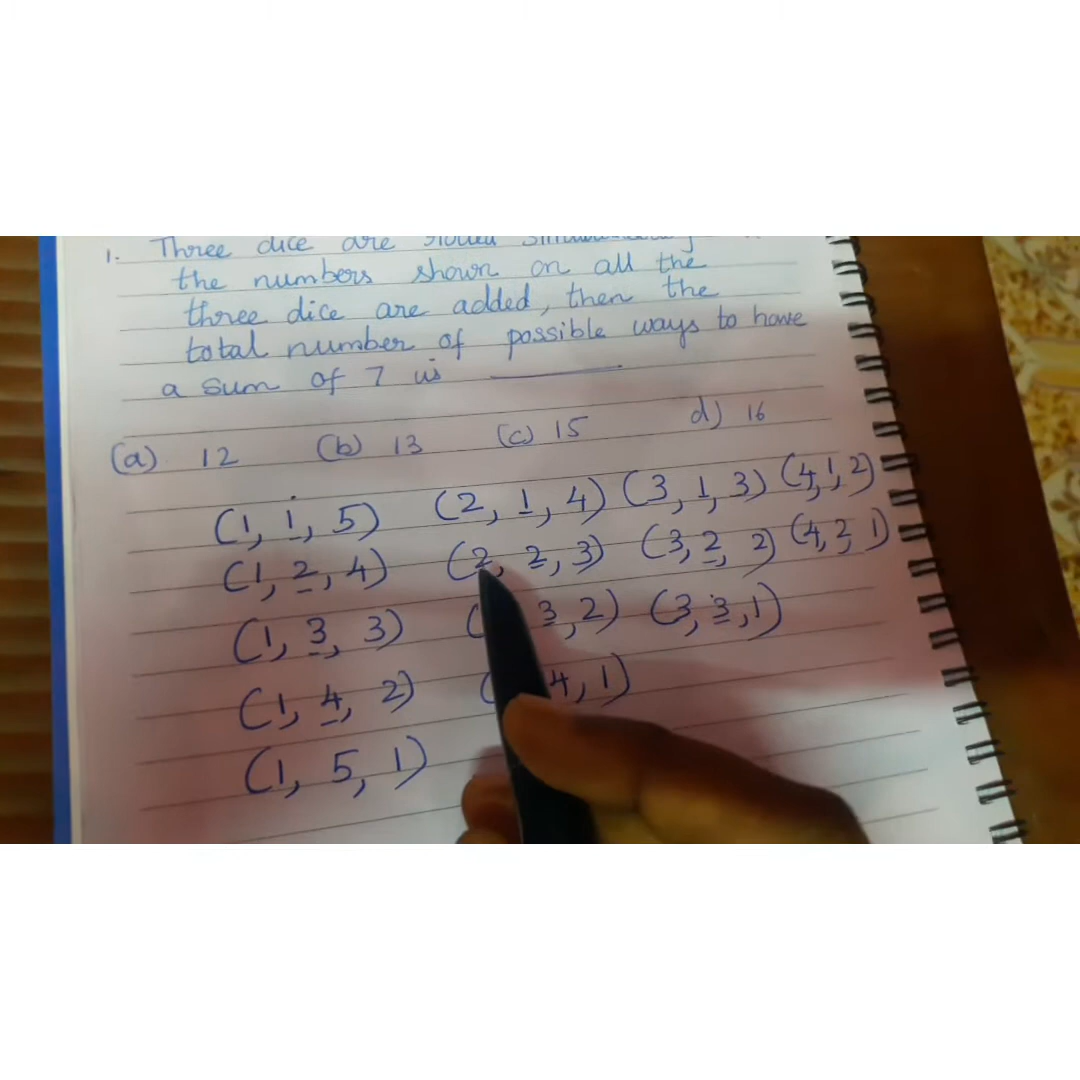 1. Three dice are
the numbers shown on all the
three dice are added, then the
total number of possible ways to have
a sum of 7 is ______
(a) 12 (b) 13 (c) 15 d) 16
(1, 1, 5) (2, 1, 4) (3, 1, 3) (4, 1, 2)
(1, 2, 4) (2, 2, 3) (3, 2, 2) (4, 2, 1)
(1, 3, 3) ( 3, 2) (3, 3, 1)
(1, 4, 2) ( 4, 1)
(1, 5, 1)